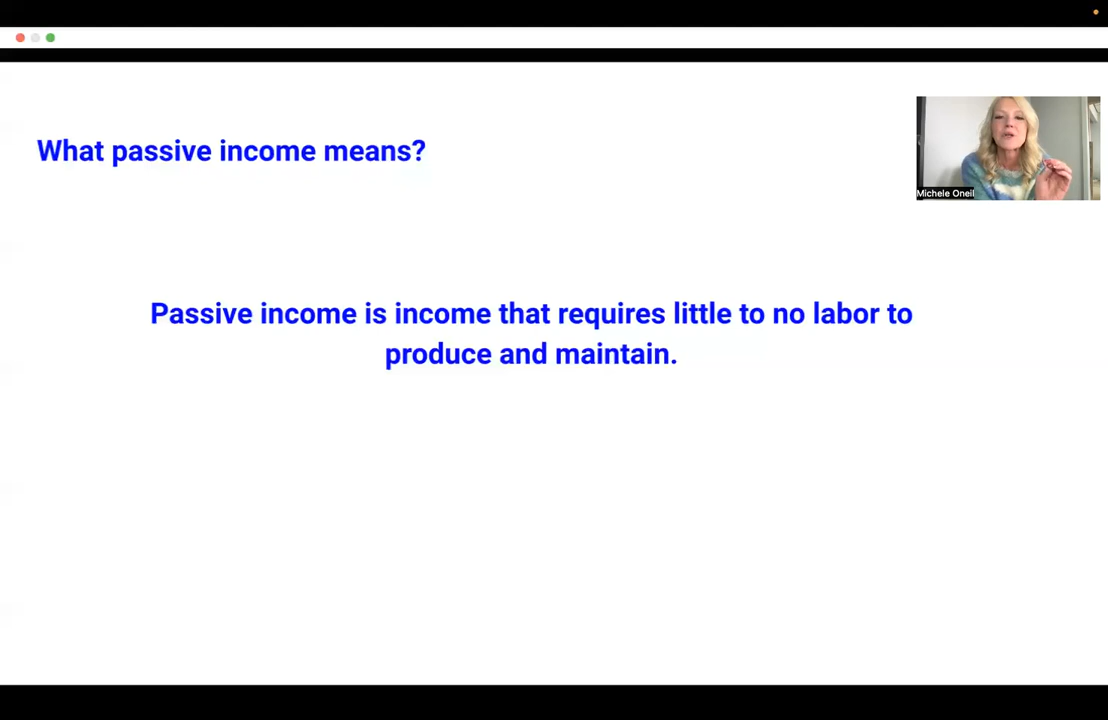 What passive income means?
Michele Oneil
Passive income is income that requires little to no labor to
produce and maintain.